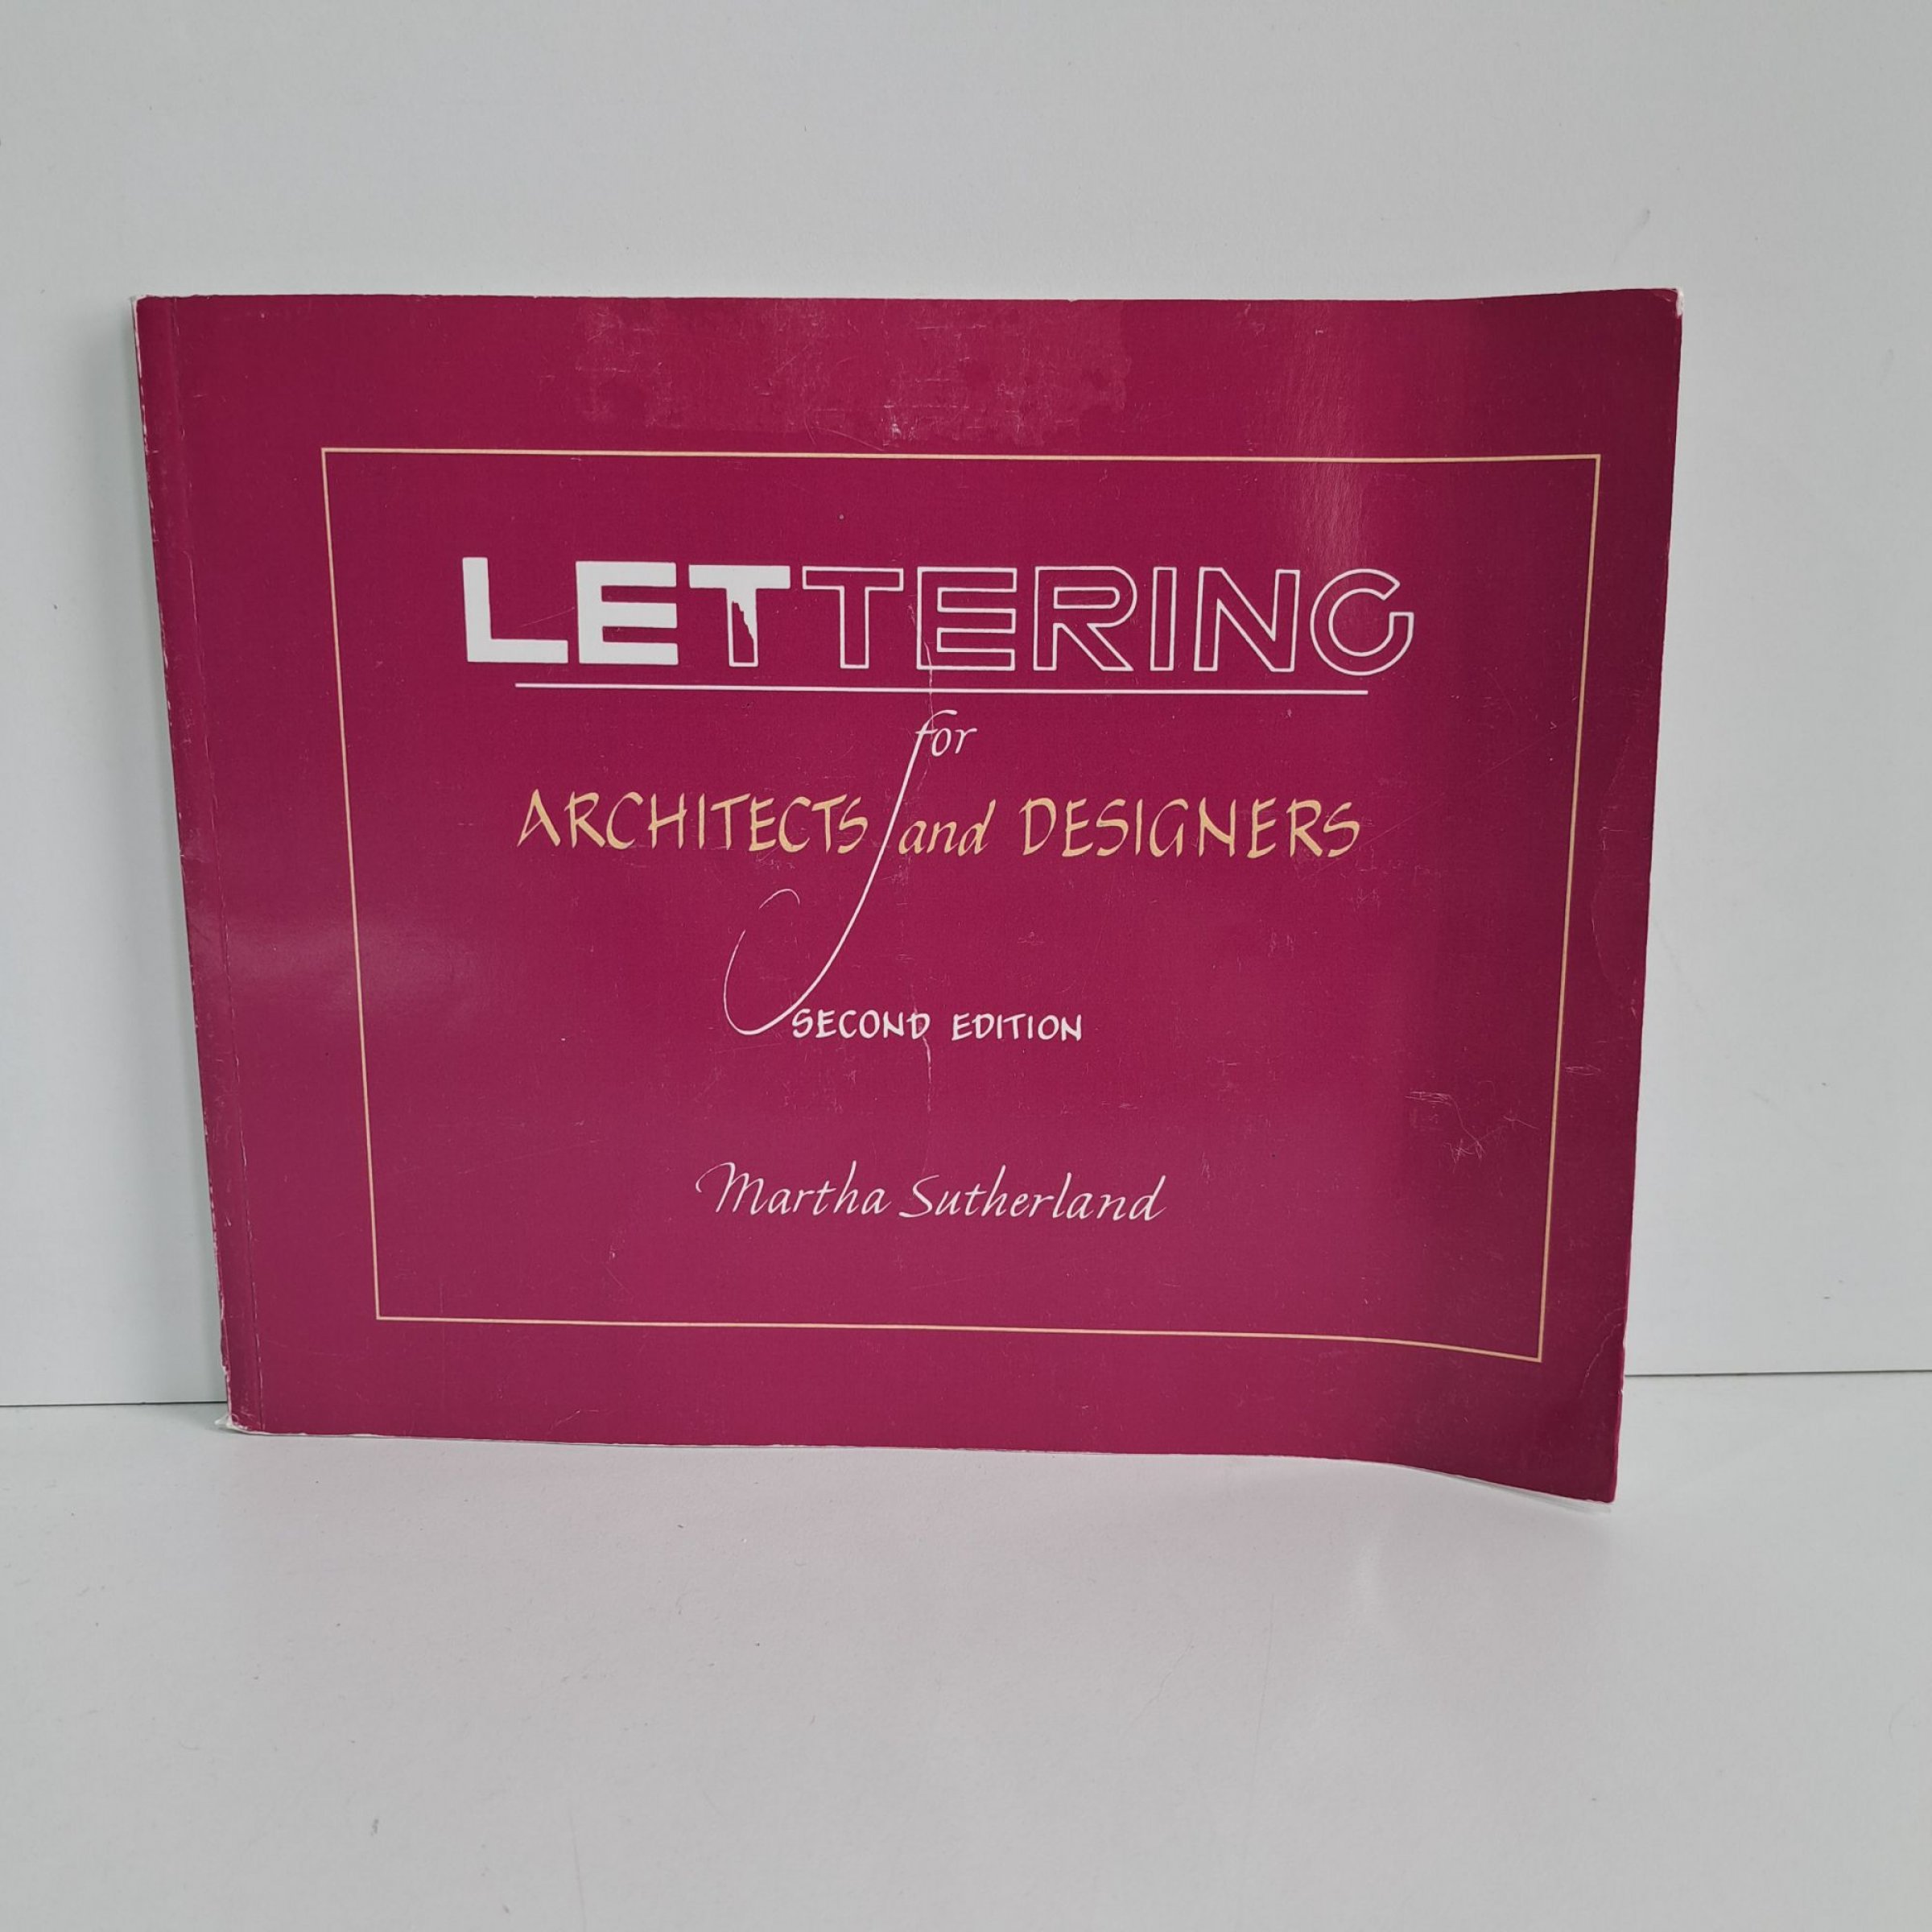 LETTERING
for
ARCHITECTS and DESIGNERS
SECOND EDITION
Martha Sutherland